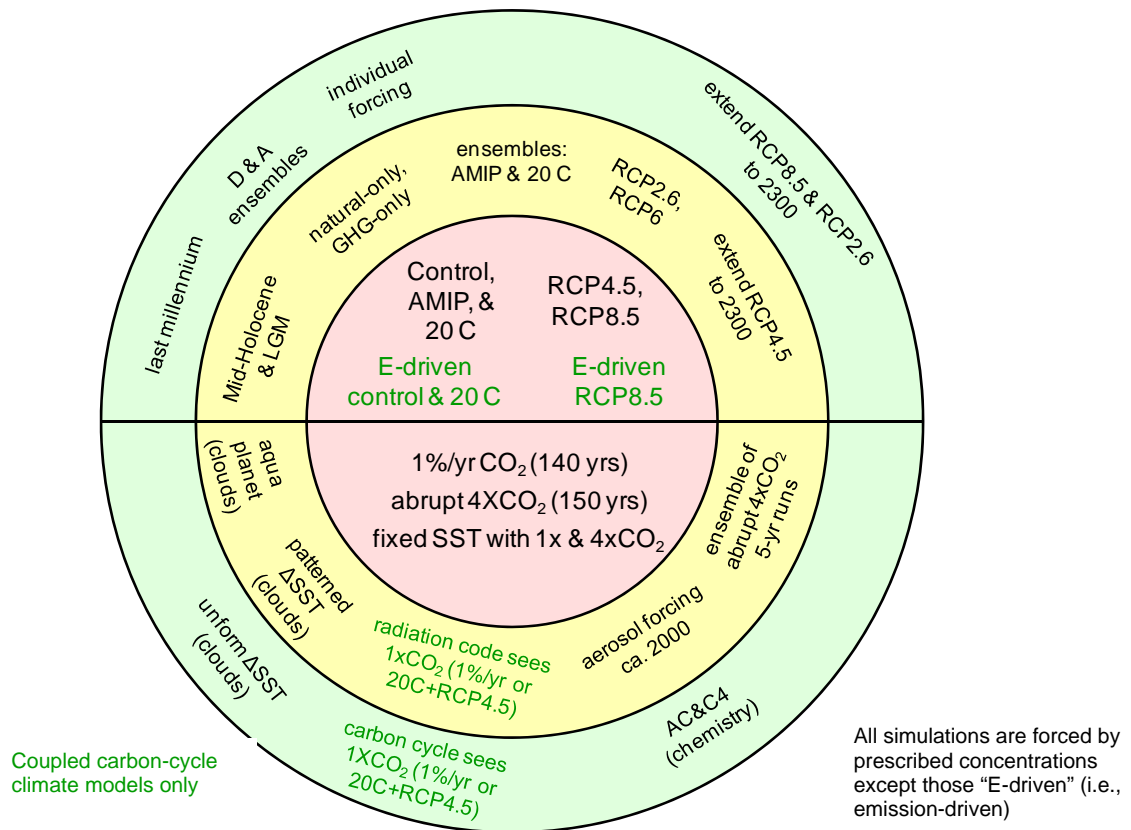 individual
forcing
D & A
ensembles
last millennium
extend RCP8.5 & RCP2.6
to 2300
ensembles:
AMIP & 20 C
natural-only,
GHG-only
RCP2.6,
RCP6
Mid-Holocene
& LGM
extend RCP4.5
to 2300
Control,
AMIP, &
20 C
RCP4.5,
RCP8.5
E-driven
control & 20 C
E-driven
RCP8.5
1%/yr CO₂ (140 yrs)
abrupt 4XCO₂ (150 yrs)
fixed SST with 1x & 4xCO₂
aqua
planet
(clouds)
ensemble of
abrupt 4xCO₂
5-yr runs
patterned
ΔSST
(clouds)
radiation code sees
1xCO₂ (1%/yr or
20C+RCP4.5)
aerosol forcing
ca. 2000
unform ΔSST
(clouds)
carbon cycle sees
1XCO₂ (1%/yr or
20C+RCP4.5)
AC&C4
(chemistry)
Coupled carbon-cycle
climate models only
All simulations are forced by
prescribed concentrations
except those “E-driven” (i.e.,
emission-driven)